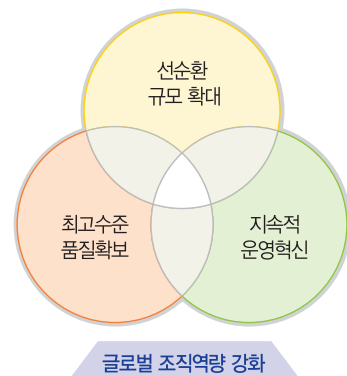 선순환
규모 확대
최고수준
품질확보
지속적
운영혁신
글로벌 조직역량 강화